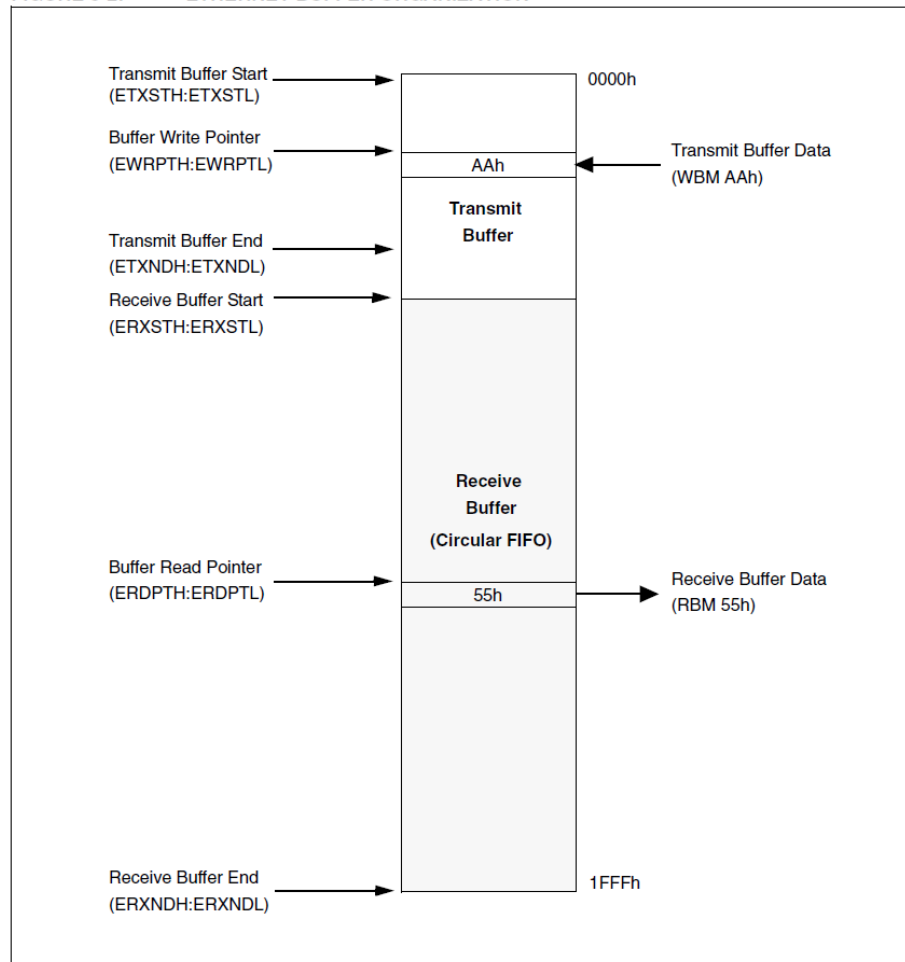 Transmit Buffer Start
(ETXSTH:ETXSTL)
0000h
Buffer Write Pointer
(EWRPTH:EWRPTL)
AAh
Transmit Buffer Data
(WBM AAh)
Transmit
Buffer
Transmit Buffer End
(ETXNDH:ETXNDL)
Receive Buffer Start
(ERXSTH:ERXSTL)
Receive
Buffer
(Circular FIFO)
Buffer Read Pointer
(ERDPTH:ERDPTL)
55h
Receive Buffer Data
(RBM 55h)
Receive Buffer End
(ERXNDH:ERXNDL)
1FFFh